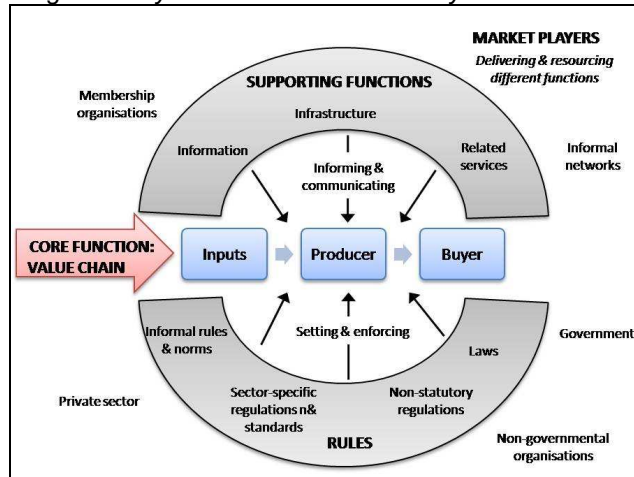 MARKET PLAYERS
Delivering & resourcing
different functions
SUPPORTING FUNCTIONS
Membership
organisations
Infrastructure
Information
Related
services
Informal
networks
Informing &
communicating
CORE FUNCTION:
VALUE CHAIN
Inputs
Producer
Buyer
Informal rules
& norms
Setting & enforcing
Laws
Government
Sector-specific
regulations n&
standards
Non-statutory
regulations
Private sector
RULES
Non-governmental
organisations